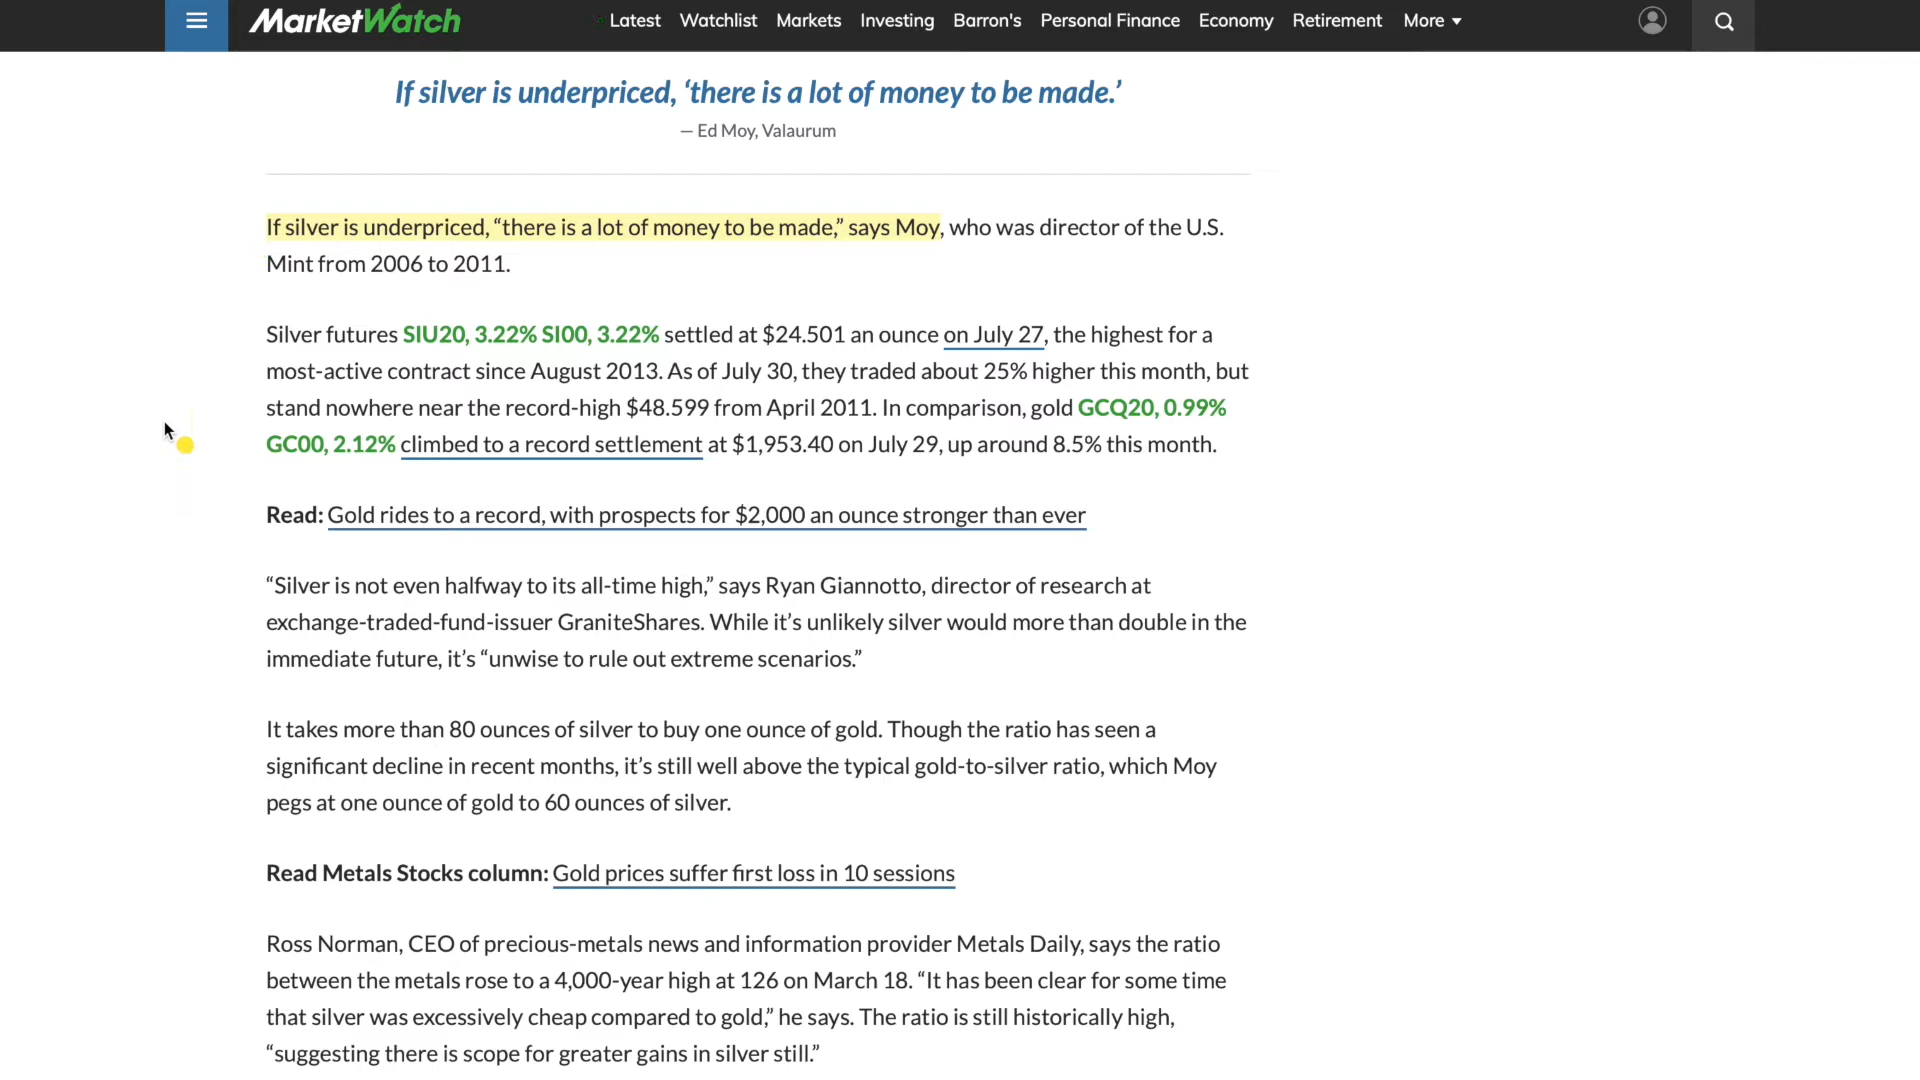 MarketWatch Latest Watchlist Markets Investing Barron's Personal Finance Economy Retirement More
If silver is underpriced, ‘there is a lot of money to be made.’
— Ed Moy, Valaurum
If silver is underpriced, “there is a lot of money to be made,” says Moy, who was director of the U.S.
Mint from 2006 to 2011.
Silver futures SIU20, 3.22% SI00, 3.22% settled at $24.501 an ounce on July 27, the highest for a
most-active contract since August 2013. As of July 30, they traded about 25% higher this month, but
stand nowhere near the record-high $48.599 from April 2011. In comparison, gold GCQ20, 0.99%
GC00, 2.12% climbed to a record settlement at $1,953.40 on July 29, up around 8.5% this month.
Read: Gold rides to a record, with prospects for $2,000 an ounce stronger than ever
“Silver is not even halfway to its all-time high,” says Ryan Giannotto, director of research at
exchange-traded-fund-issuer GraniteShares. While it’s unlikely silver would more than double in the
immediate future, it’s “unwise to rule out extreme scenarios.”
It takes more than 80 ounces of silver to buy one ounce of gold. Though the ratio has seen a
significant decline in recent months, it’s still well above the typical gold-to-silver ratio, which Moy
pegs at one ounce of gold to 60 ounces of silver.
Read Metals Stocks column: Gold prices suffer first loss in 10 sessions
Ross Norman, CEO of precious-metals news and information provider Metals Daily, says the ratio
between the metals rose to a 4,000-year high at 126 on March 18. “It has been clear for some time
that silver was excessively cheap compared to gold,” he says. The ratio is still historically high,
“suggesting there is scope for greater gains in silver still.”